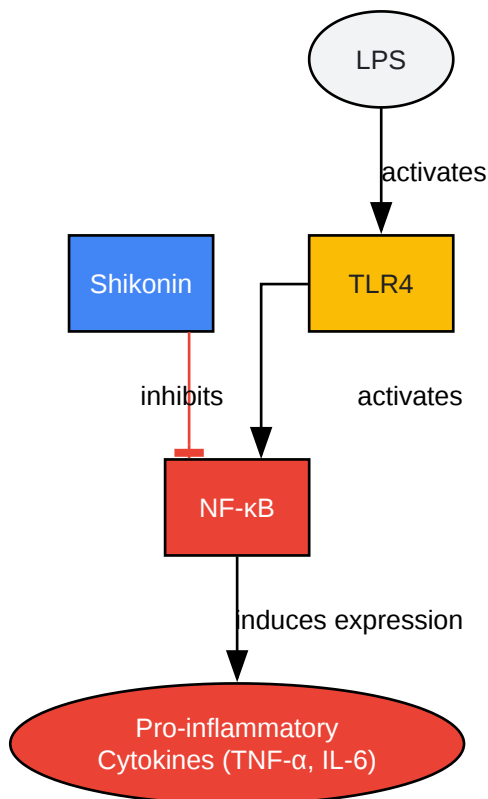 LPS
activates
Shikonin
TLR4
inhibits
activates
NF-κB
induces expression
Pro-inflammatory
Cytokines (TNF-α, IL-6)